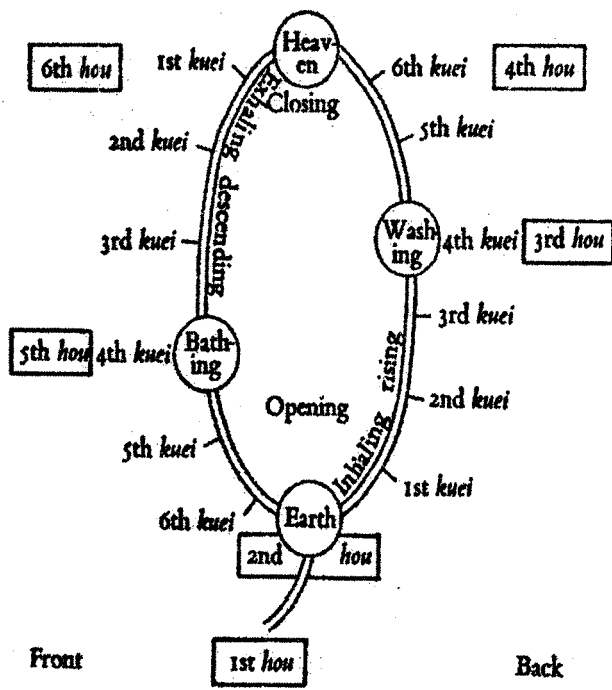 Heav-
en
1st kuei
6th hou
6th kuei
4th hou
Closing
Exhaling descending
2nd kuei
5th kuei
Wash-
ing
4th kuei
3rd hou
3rd kuei
3rd kuei
Bath-
ing
5th hou
4th kuei
2nd kuei
Opening
Inhaling rising
5th kuei
1st kuei
6th kuei
Earth
2nd hou
1st hou
Front
Back